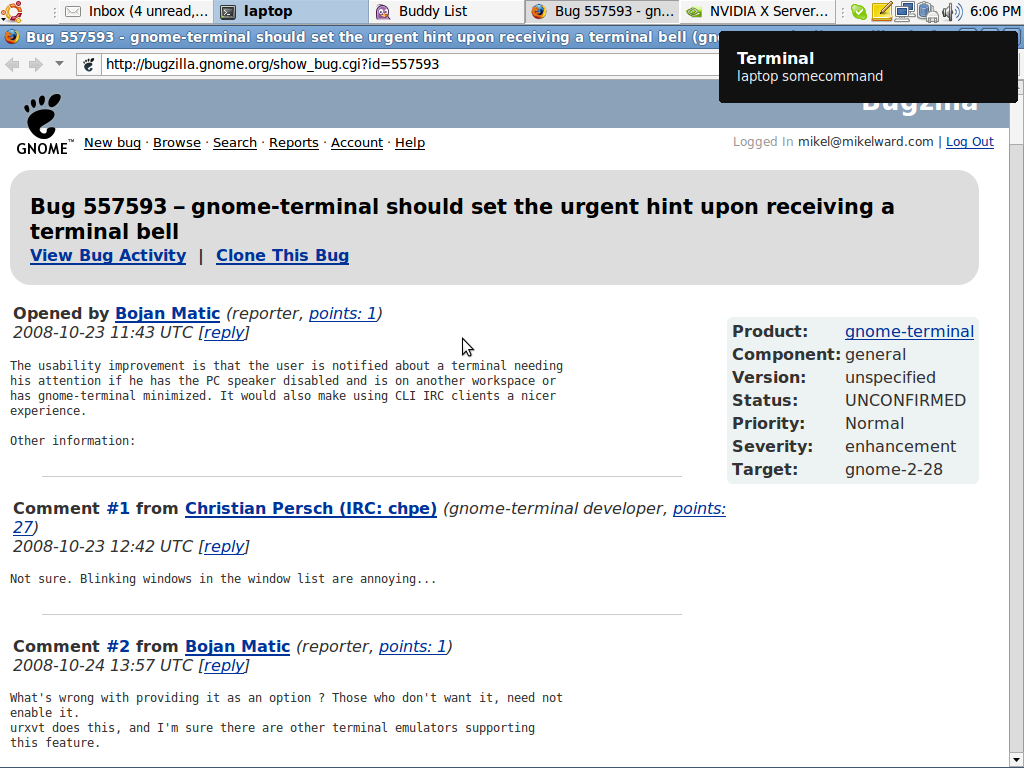 Inbox (4 unread,...
laptop
Buddy List
Bug 557593 - gn...
NVIDIA X Server...
6:06 PM
Bug 557593 - gnome-terminal should set the urgent hint upon receiving a terminal bell (gn
http://bugzilla.gnome.org/show_bug.cgi?id=557593
Terminal
laptop somecommand
Bugzilla
GNOME™
New bug · Browse · Search · Reports · Account · Help
Logged In mikel@mikelward.com | Log Out
Bug 557593 – gnome-terminal should set the urgent hint upon receiving a
terminal bell
View Bug Activity | Clone This Bug
Opened by Bojan Matic (reporter, points: 1)
2008-10-23 11:43 UTC [reply]
The usability improvement is that the user is notified about a terminal needing
his attention if he has the PC speaker disabled and is on another workspace or
has gnome-terminal minimized. It would also make using CLI IRC clients a nicer
experience.
Other information:
Product: gnome-terminal
Component: general
Version: unspecified
Status: UNCONFIRMED
Priority: Normal
Severity: enhancement
Target: gnome-2-28
Comment #1 from Christian Persch (IRC: chpe) (gnome-terminal developer, points:
27)
2008-10-23 12:42 UTC [reply]
Not sure. Blinking windows in the window list are annoying...
Comment #2 from Bojan Matic (reporter, points: 1)
2008-10-24 13:57 UTC [reply]
What's wrong with providing it as an option ? Those who don't want it, need not
enable it.
urxvt does this, and I'm sure there are other terminal emulators supporting
this feature.